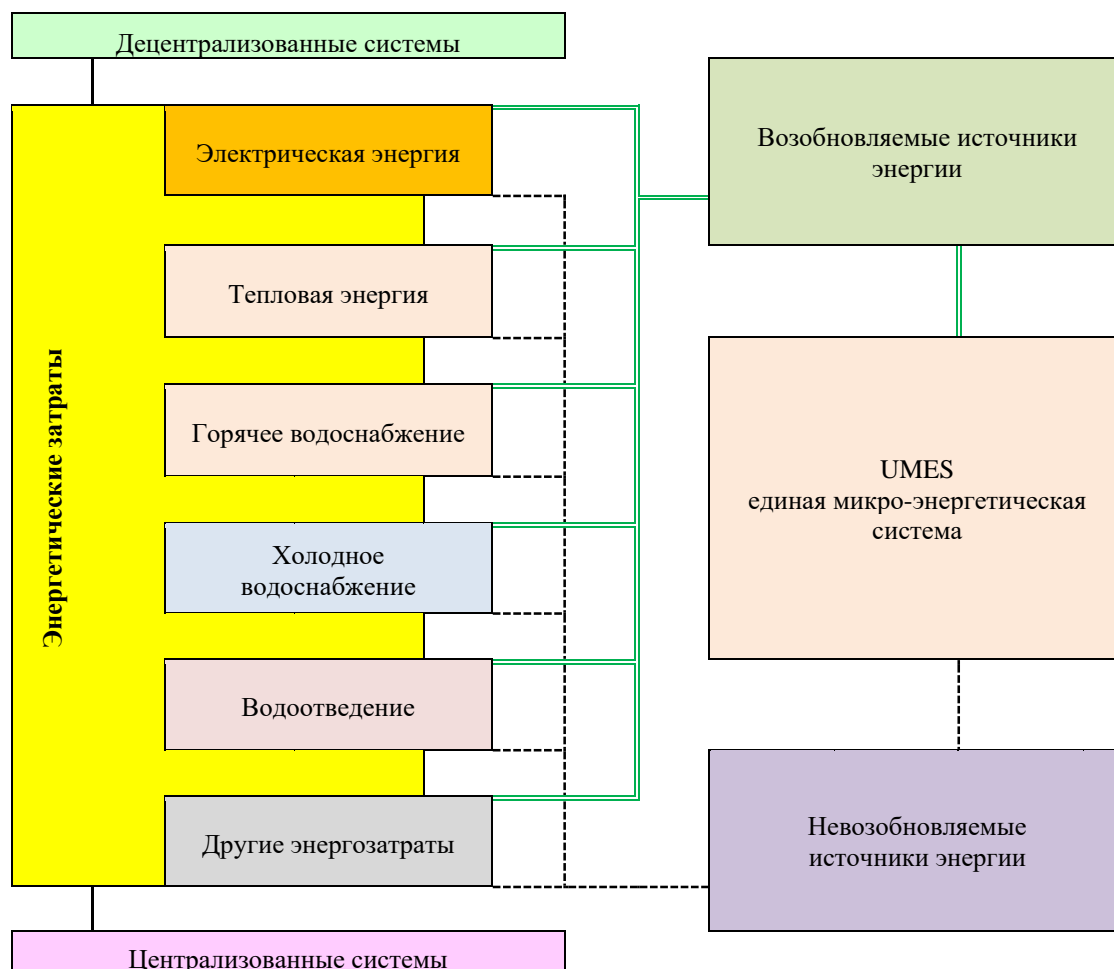 Децентрализованные системы
Электрическая энергия
Возобновляемые источники
энергии
Тепловая энергия
Энергетические затраты
Горячее водоснабжение
UMES
единая микро-энергетическая
система
Холодное
водоснабжение
Водоотведение
Другие энергозатраты
Невозобновляемые
источники энергии
Централизованные системы